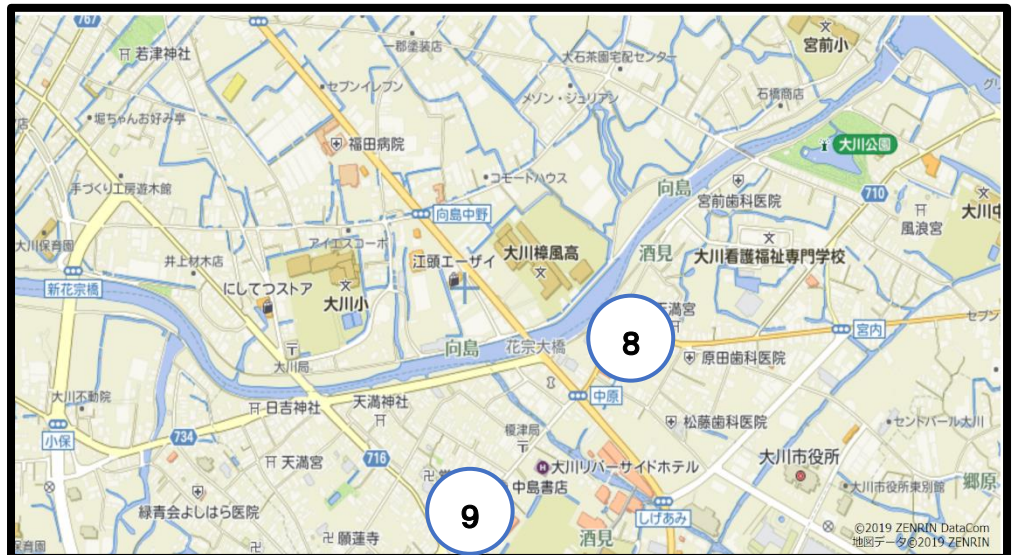 767
若津神社
一郡塗装店
大石茶園宅配センター
宮前小
セブンイレブン
メゾン・ジュリアン
石橋商店
堀ちゃんお好み亭
福田病院
大川公園
コモードハウス
向島
710
手づくり工房遊木館
宮前歯科医院
向島中野
風浪宮
大川中
大川保育園
アイエスコーポ
大川樟風高
酒見
大川看護福祉専門学校
井上材木店
江頭エーザイ
新花宗橋
にしてつストア
大川小
天満宮
セブン
8
宮内
大川局
向島
花宗大橋
原田歯科医院
大川不動院
日吉神社
天満神社
中原
小保
734
榎津局
松藤歯科医院
セントパール大川
716
天満宮
大川リバーサイドホテル
大川市役所
中島書店
大川市役所東別館
郷原
緑青会よしはら医院
9
しげあみ
願蓮寺
酒見
保育園
©2019 ZENRIN DataCom
地図データ©2019 ZENRIN